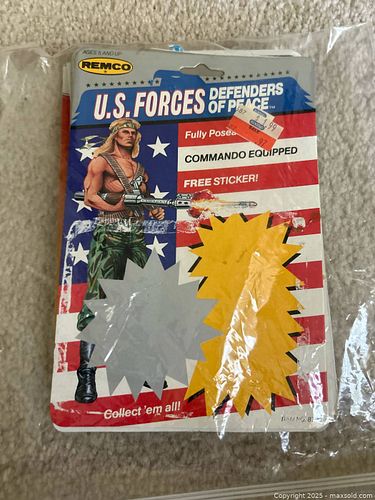 AGES 5 AND UP
REMCO
U.S. FORCES
DEFENDERS
OF PEACE
Fully
COMMANDO EQUIPPED
FREE STICKER!
Collect 'em all!
Copyright © 2025 - maxsold.com